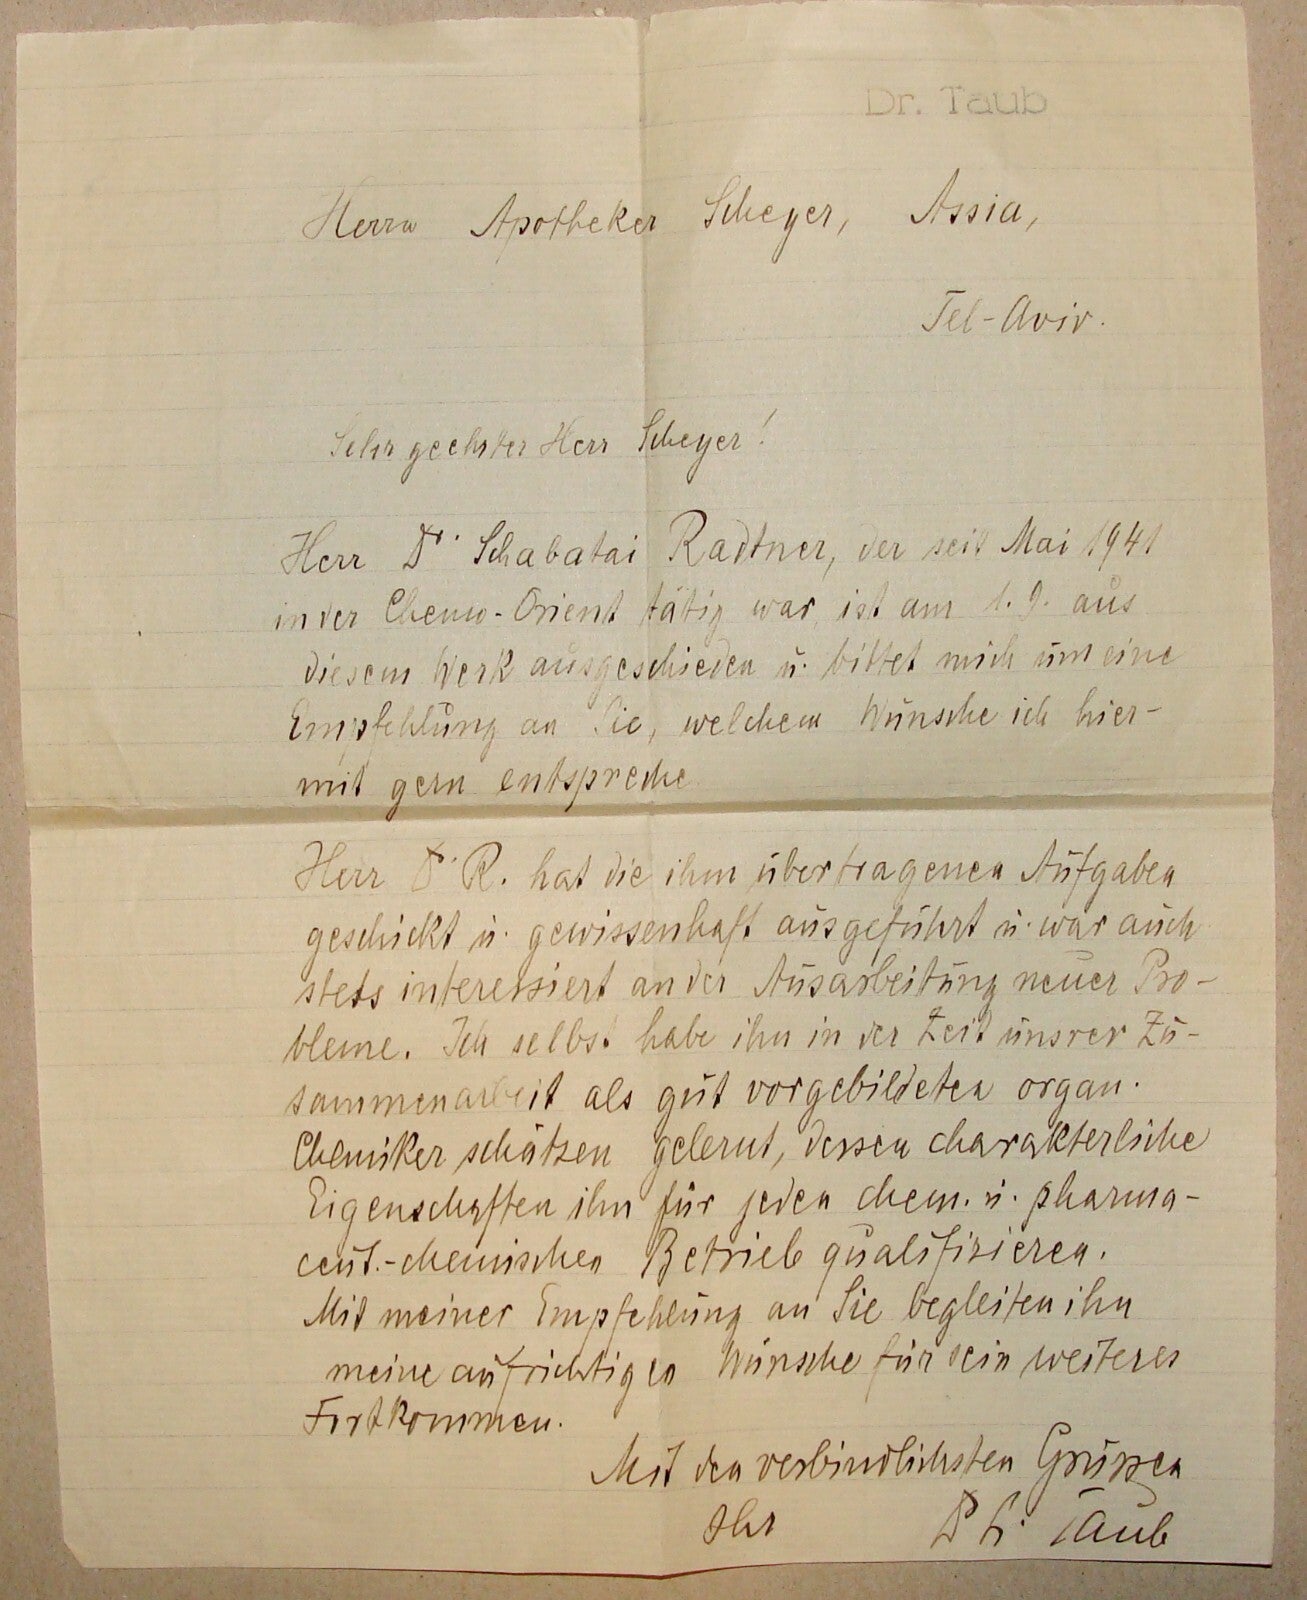 Dr. Taub
Herrn Apotheker Scheyer, Assia,
Tel-Aviv.
Sehr geehrter Herr Scheyer!
Herr Dr. Schabatai Radtner, der seit Mai 1941
in der Chemo-Orient tätig war, ist am 1.9. aus
diesem Werk ausgeschieden u. bittet mich um eine
Empfehlung an Sie, welchem Wunsche ich hier-
mit gern entspreche
Herr Dr. R. hat die ihm übertragenen Aufgaben
geschickt u. gewissenhaft ausgeführt u. war auch
stets interessiert an der Ausarbeitung neuer Pro-
bleme. Ich selbst habe ihn in der Zeit unsrer Zu-
sammenarbeit als gut vorgebildeten organ.
Chemiker schätzen gelernt, dessen charakterliche
Eigenschaften ihn für jeden chem. u. pharma-
ceut.-chemischen Betrieb qualifizieren.
Mit meiner Empfehlung an Sie begleiten ihn
meine aufrichtigen Wünsche für sein weiteres
Fortkommen.
Mit den verbindlichsten Grüssen
Ihr Dr. Taub